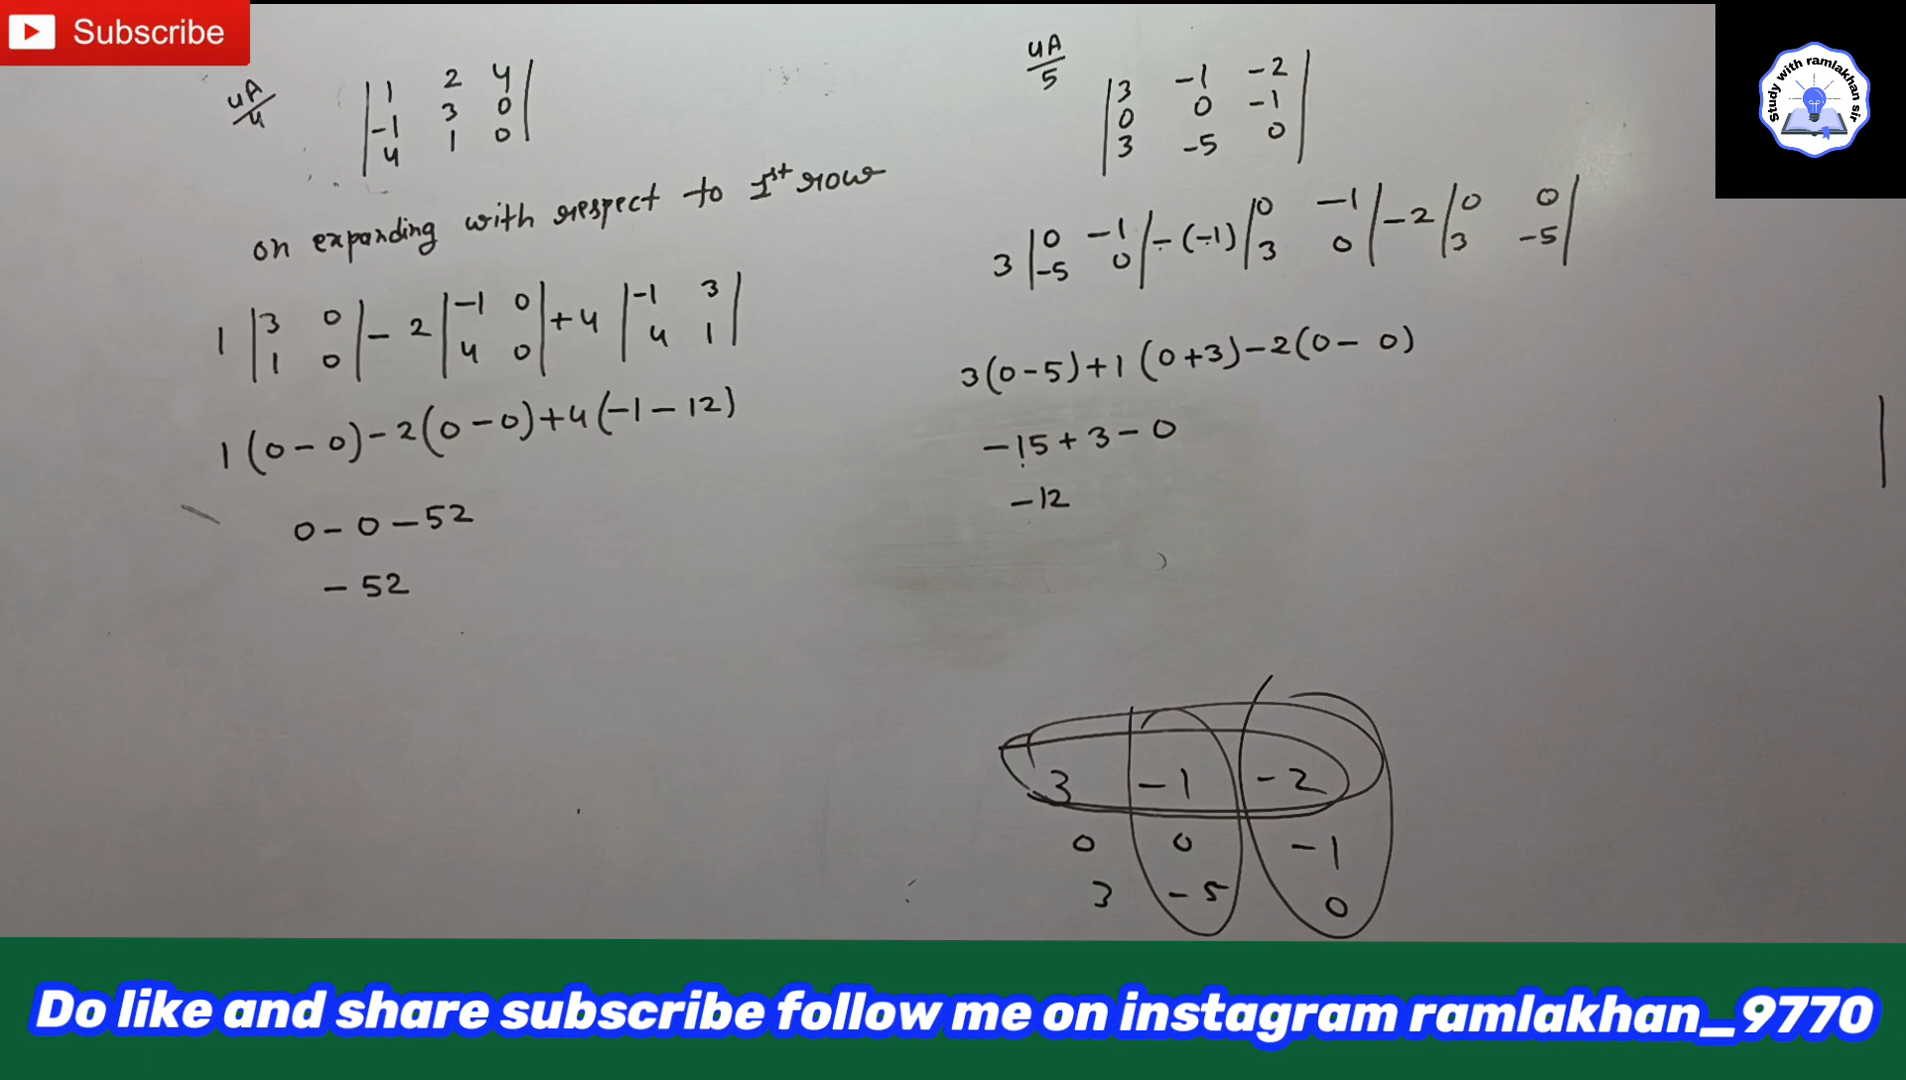 Subscribe
Study with ramlakhan sir
4A/4
| 1 2 4 |
| -1 3 0 |
| 4 1 0 |
on expanding with respect to 1st row
1 | 3 0 | - 2 | -1 0 | + 4 | -1 3 |
| 1 0 | | 4 0 | | 4 1 |
1 (0 - 0) - 2 (0 - 0) + 4 (-1 - 12)
0 - 0 - 52
- 52
4A/5
| 3 -1 -2 |
| 0 0 -1 |
| 3 -5 0 |
3 | 0 -1 | - (-1) | 0 -1 | - 2 | 0 0 |
| -5 0 | | 3 0 | | 3 -5 |
3 (0 - 5) + 1 (0 + 3) - 2 (0 - 0)
- 15 + 3 - 0
- 12
3 -1 -2
0 0 -1
3 -5 0
Do like and share subscribe follow me on instagram ramlakhan_9770